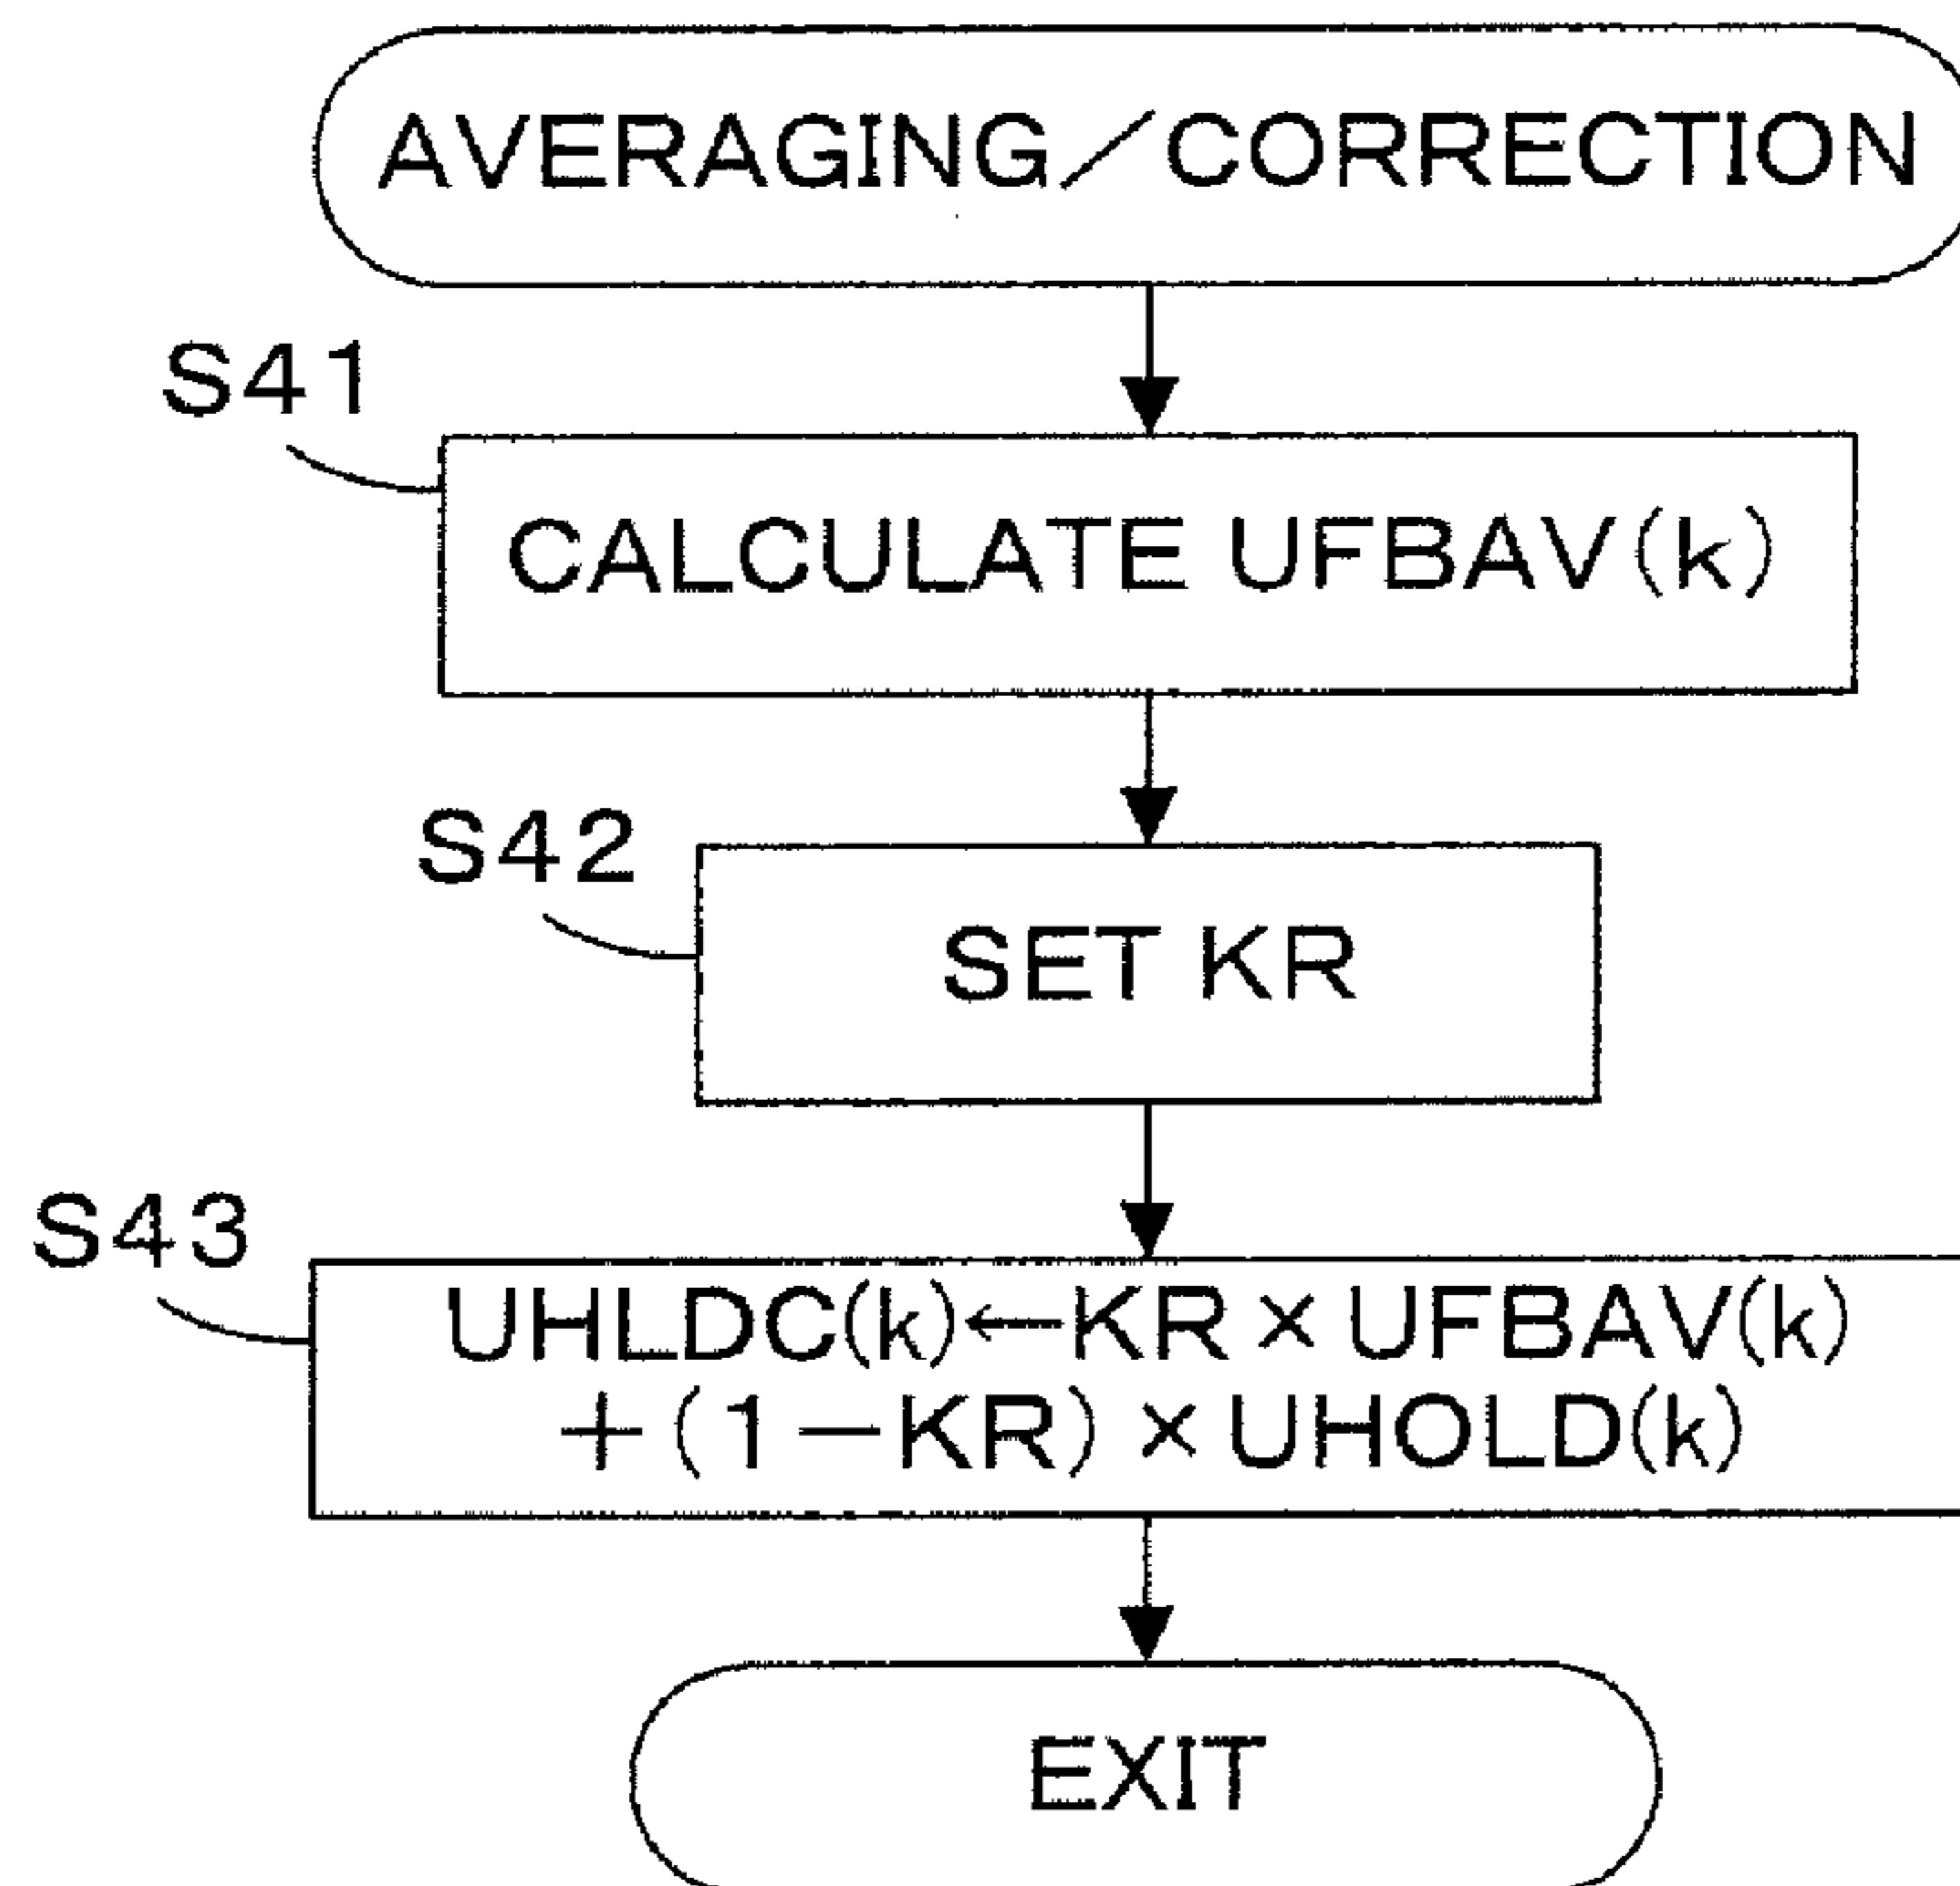 AVERAGING/CORRECTION
S41
CALCULATE UFBAV(k)
S42
SET KR
S43
UHLDC(k)←KR×UFBAV(k)
+(1-KR)×UHOLD(k)
EXIT